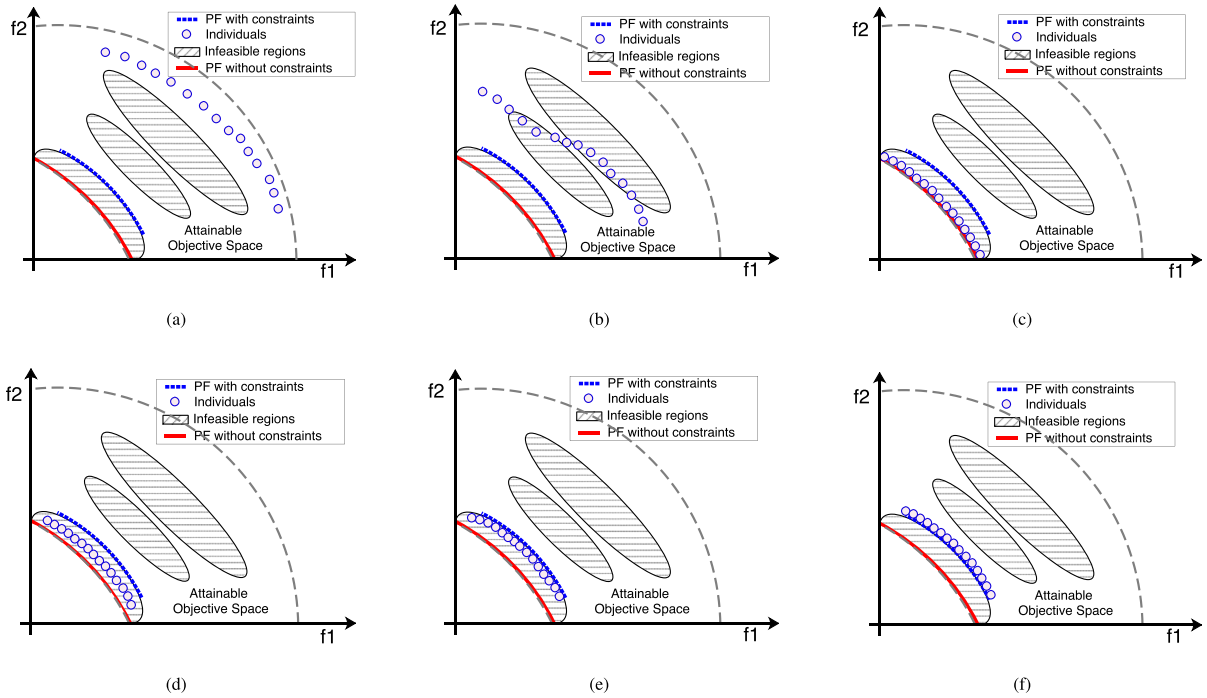 f2
PF with constraints
Individuals
Infeasible regions
PF without constraints
Attainable
Objective Space
f1
(a)
f2
PF with constraints
Individuals
Infeasible regions
PF without constraints
Attainable
Objective Space
f1
(b)
f2
PF with constraints
Individuals
Infeasible regions
PF without constraints
Attainable
Objective Space
f1
(c)
f2
PF with constraints
Individuals
Infeasible regions
PF without constraints
Attainable
Objective Space
f1
(d)
f2
PF with constraints
Individuals
Infeasible regions
PF without constraints
Attainable
Objective Space
f1
(e)
f2
PF with constraints
Individuals
Infeasible regions
PF without constraints
Attainable
Objective Space
f1
(f)